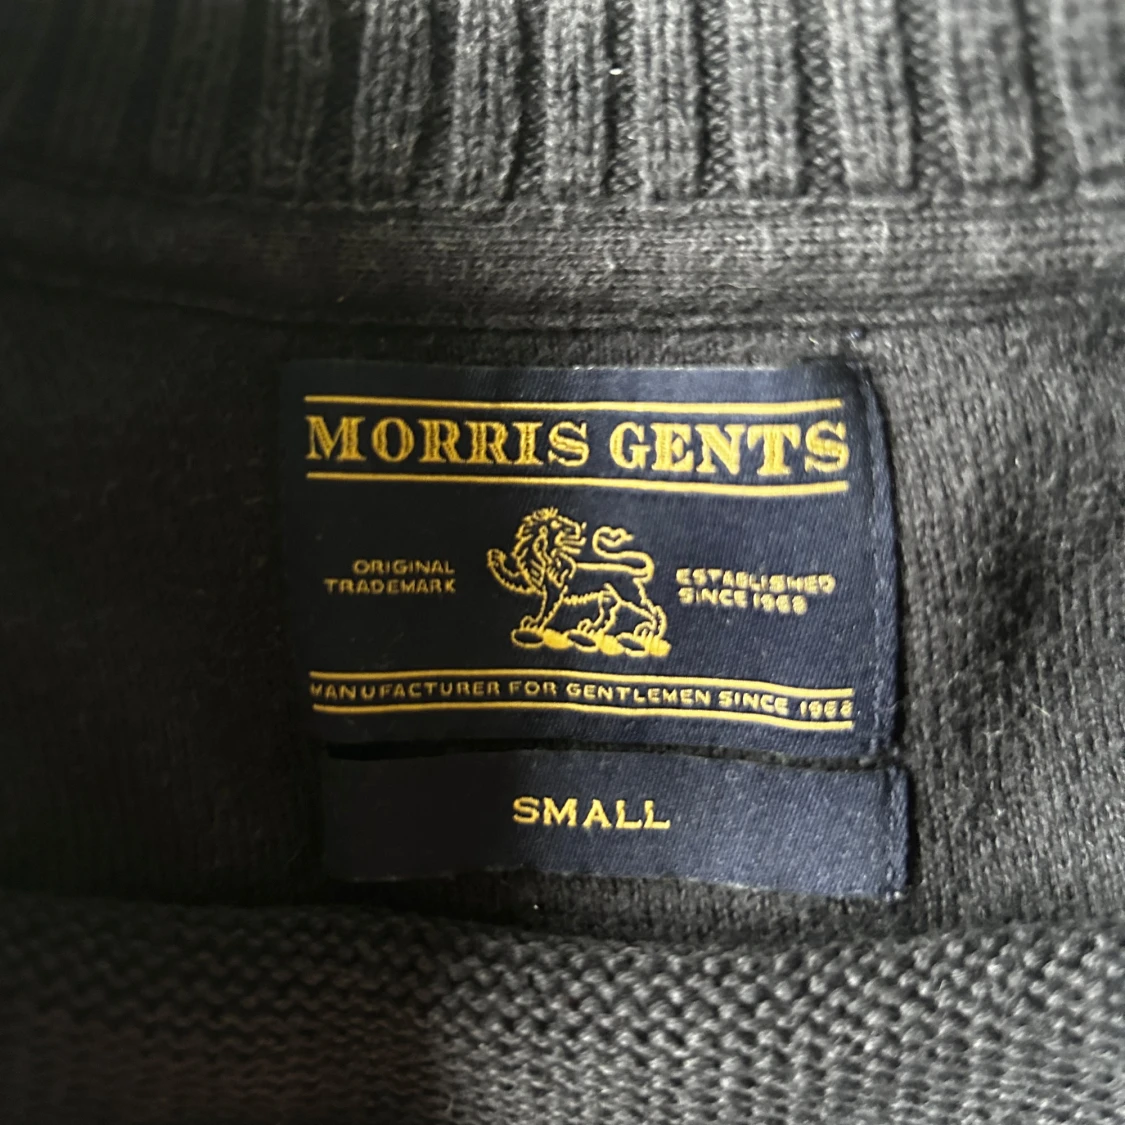 MORRIS GENTS
ORIGINAL
TRADEMARK
ESTABLISHED
SINCE 1968
MANUFACTURER FOR GENTLEMEN SINCE 1968
SMALL